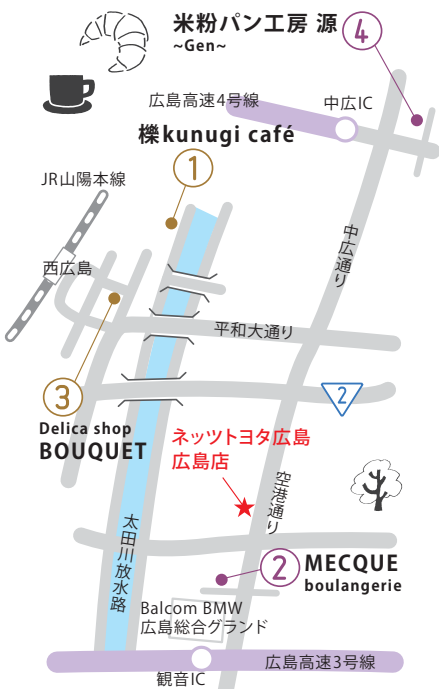 米粉パン工房 源
~Gen~
④
広島高速4号線
中広IC
櫟kunugi café
①
JR山陽本線
中広通り
西広島
平和大通り
③
2
Delica shop
BOUQUET
ネッツトヨタ広島
広島店
空港通り
太田川放水路
②
MECQUE
boulangerie
Balcom BMW
広島総合グランド
広島高速3号線
観音IC